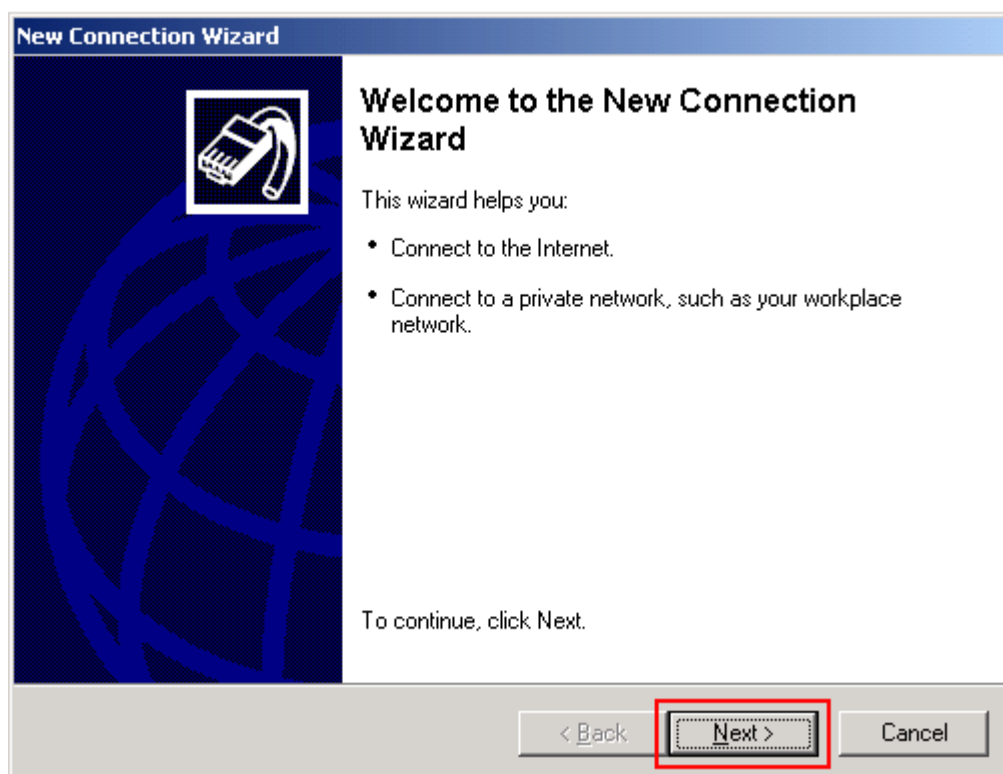 New Connection Wizard
Welcome to the New Connection
Wizard
This wizard helps you:
• Connect to the Internet.
• Connect to a private network, such as your workplace
network.
To continue, click Next.
< Back
Next >
Cancel